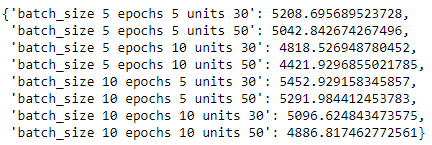 {'batch_size 5 epochs 5 units 30': 5208.695689523728,
'batch_size 5 epochs 5 units 50': 5042.842674267496,
'batch_size 5 epochs 10 units 30': 4818.526948780452,
'batch_size 5 epochs 10 units 50': 4421.9296855021785,
'batch_size 10 epochs 5 units 30': 5452.929158345857,
'batch_size 10 epochs 5 units 50': 5291.984412453783,
'batch_size 10 epochs 10 units 30': 5096.624843473575,
'batch_size 10 epochs 10 units 50': 4886.817462772561}